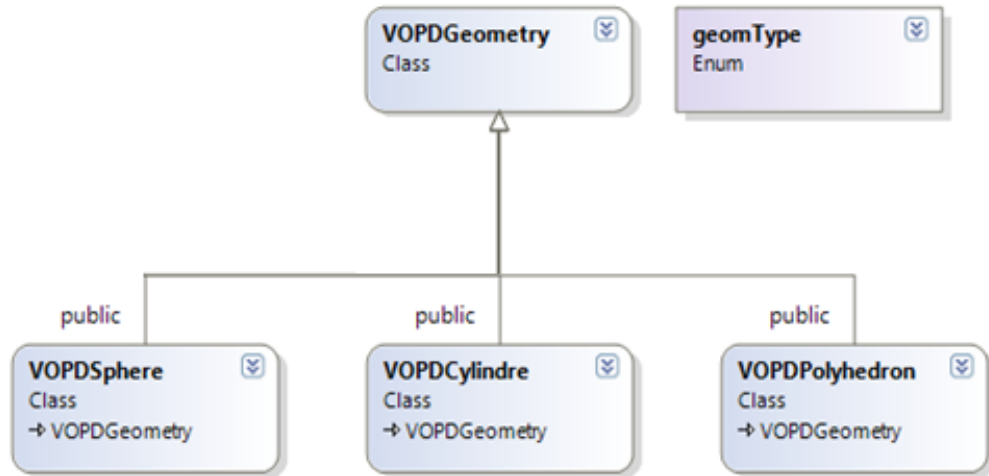 VOPDGeometry
Class
geomType
Enum
public
public
public
VOPDSphere
Class
VOPDGeometry
VOPDCylindre
Class
VOPDGeometry
VOPDPolyhedron
Class
VOPDGeometry